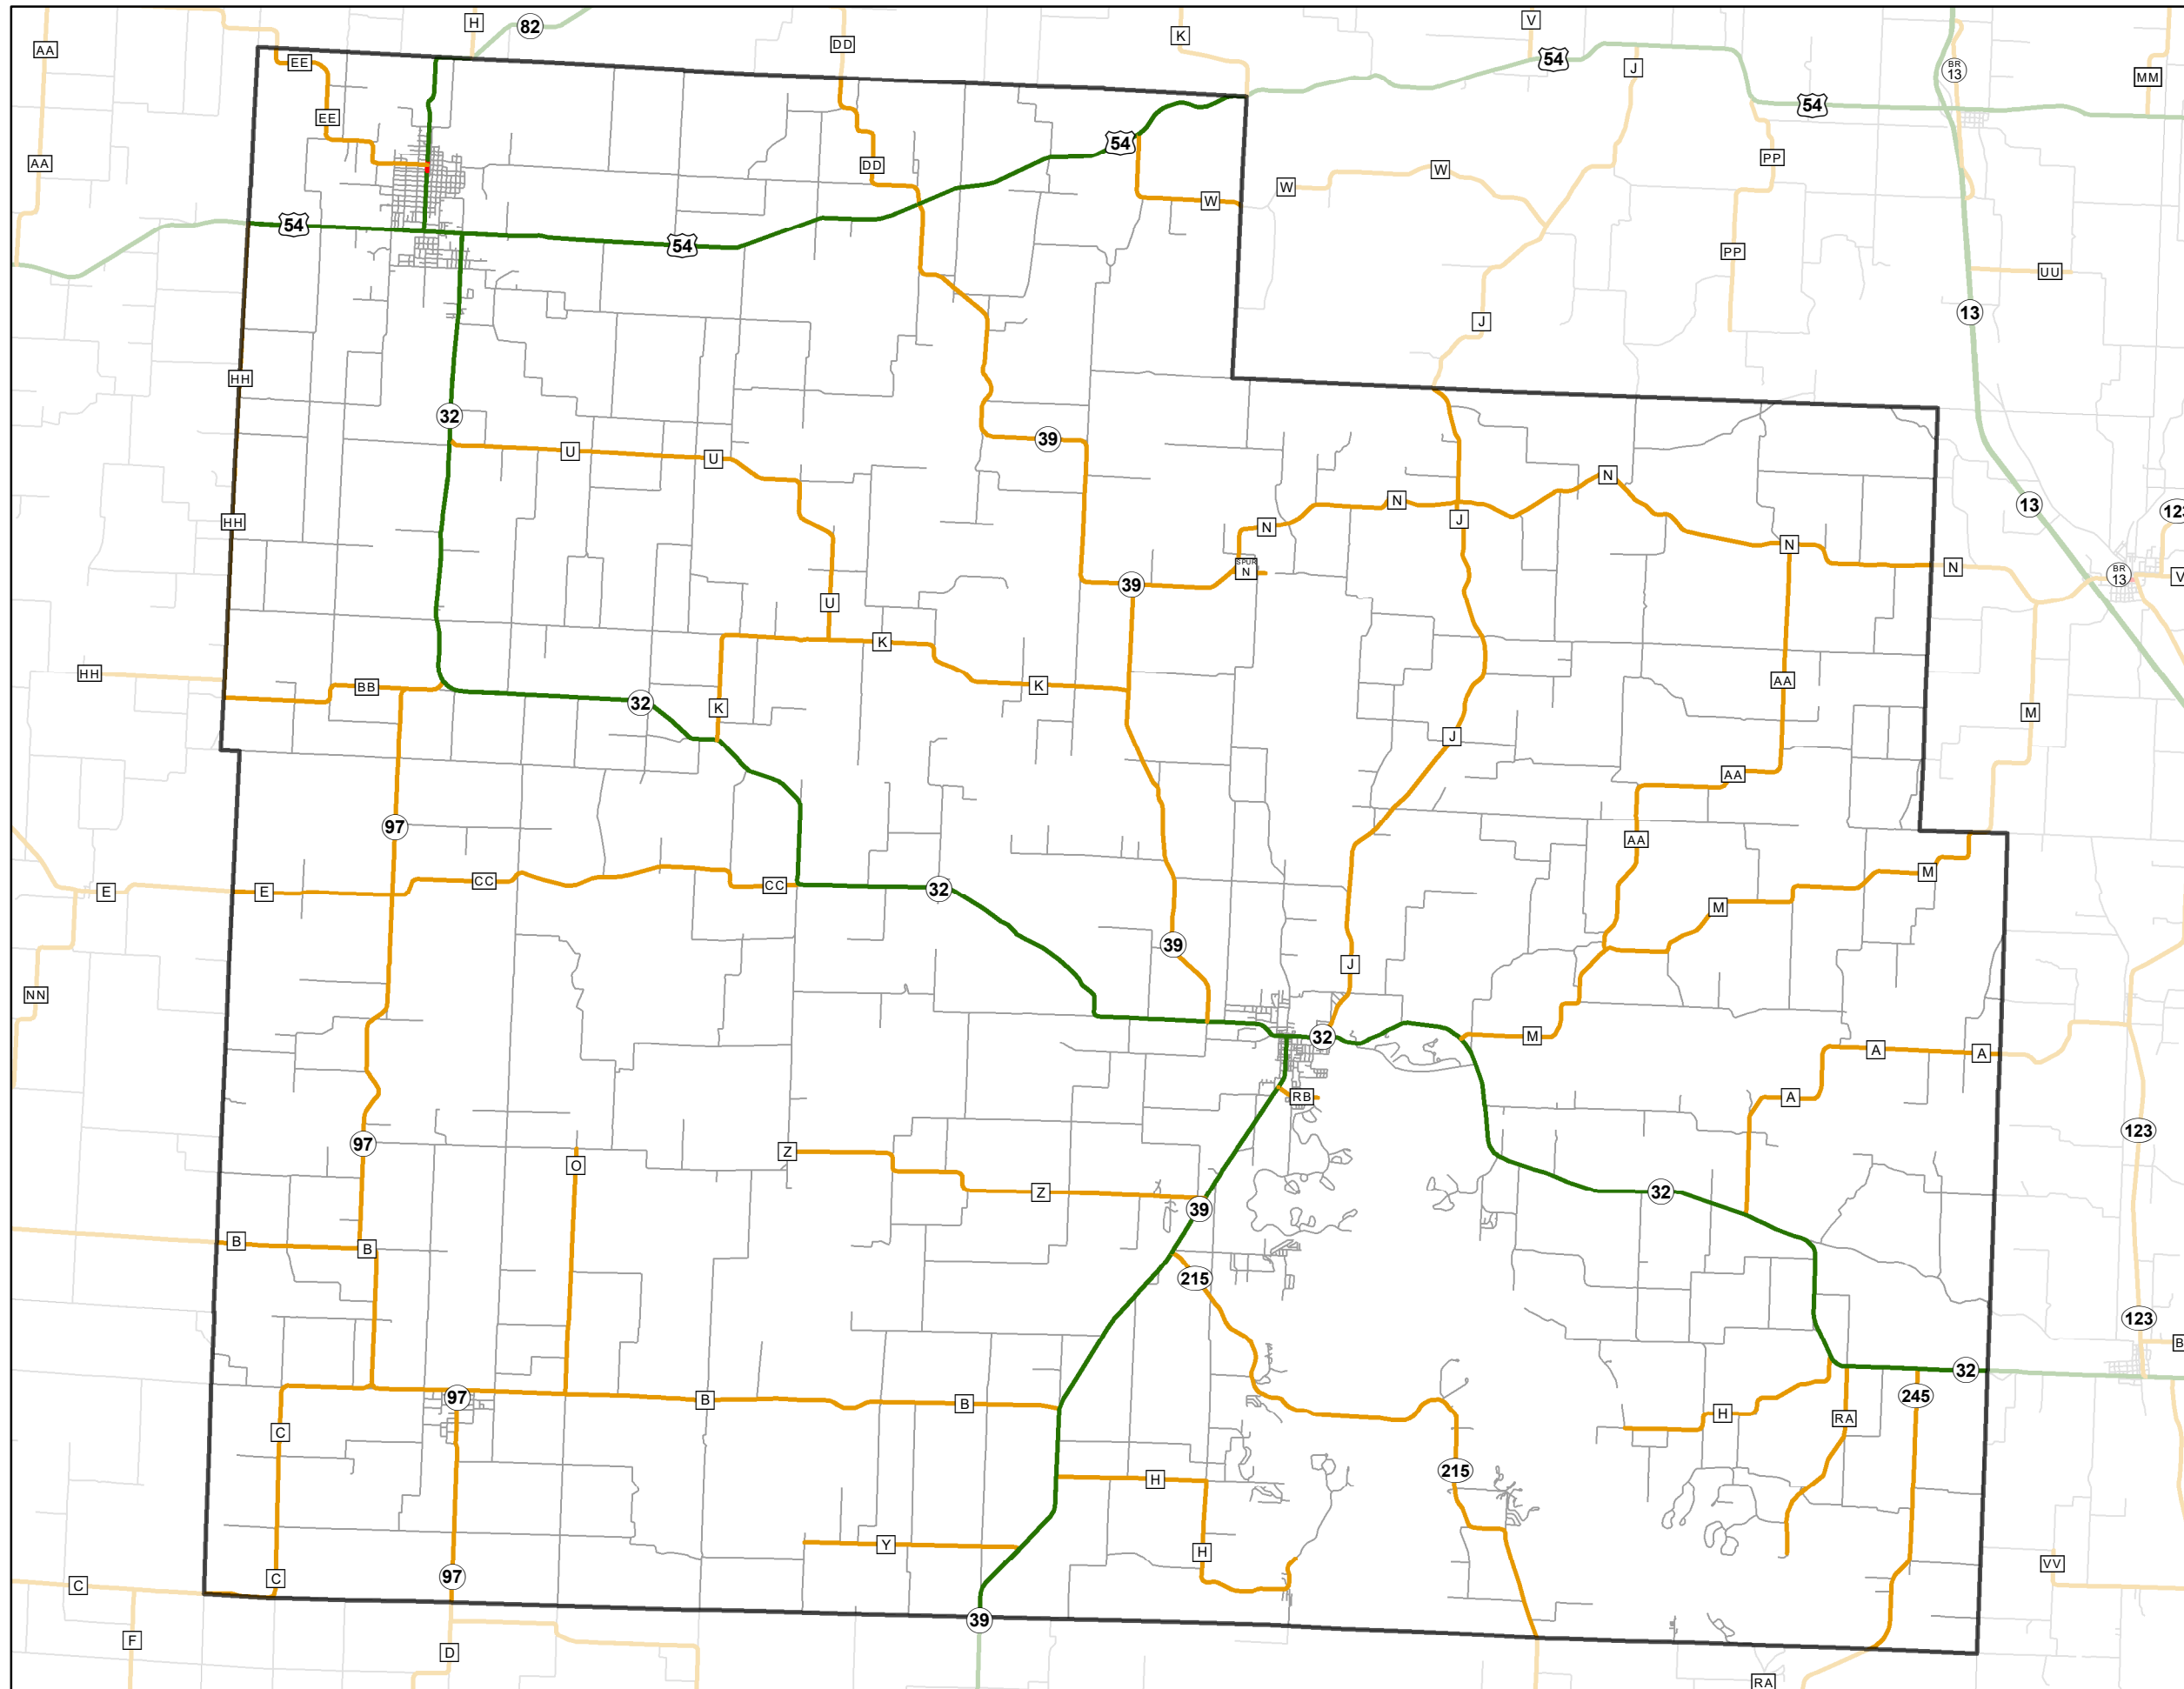 H
82
V
DD
K
AA
54
EE
J
BR
13
MM
54
EE
54
PP
AA
DD
W
W
W
54
54
PP
UU
13
J
HH
32
39
U
U
N
N
13
123
HH
N
J
N
N
SPUR
N
BR
13
V
39
U
K
HH
BB
K
AA
32
K
M
J
AA
97
AA
M
CC
CC
32
E
E
M
39
J
NN
32
M
A
A
RB
A
123
97
Z
O
Z
32
39
B
B
215
123
B
32
97
B
B
245
H
RA
C
215
H
Y
H
VV
97
C
C
39
F
D
RA